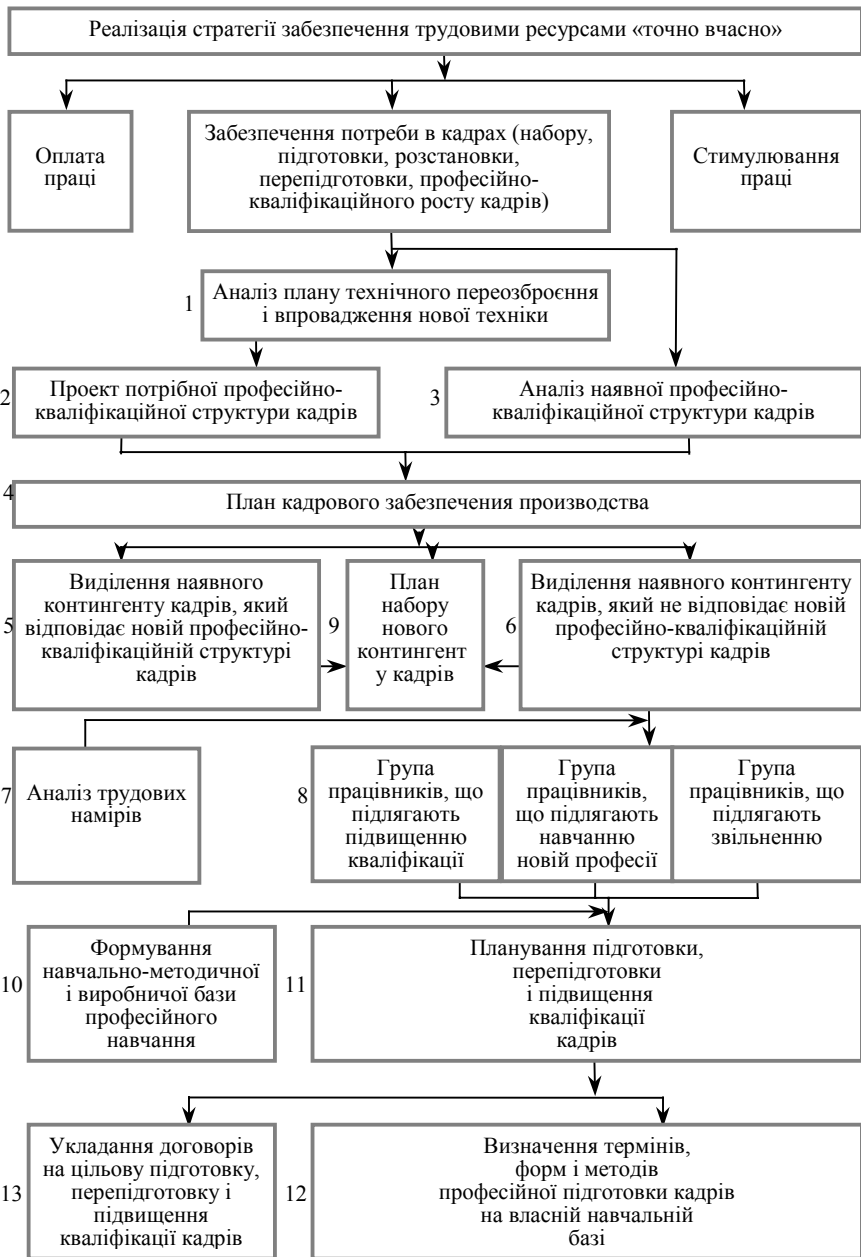 Реалізація стратегії забезпечення трудовими ресурсами «точно вчасно»
Оплата
праці
Забезпечення потреби в кадрах (набору,
підготовки, розстановки,
перепідготовки, професійно-
кваліфікаційного росту кадрів)
Стимулювання
праці
1
Аналіз плану технічного переозброєння
і впровадження нової техніки
2
Проект потрібної професійно-
кваліфікаційної структури кадрів
3
Аналіз наявної професійно-
кваліфікаційної структури кадрів
4
План кадрового забезпечення производства
5
Виділення наявного
контингенту кадрів, який
відповідає новій професійно-
кваліфікаційній структурі
кадрів
9
План
набору
нового
контингент
у кадрів
6
Виділення наявного контингенту
кадрів, який не відповідає новій
професійно-кваліфікаційній
структурі кадрів
7
Аналіз трудових
намірів
8
Група
працівників, що
підлягають
підвищенню
кваліфікації
Група
працівників,
що підлягають
навчанню
новій професії
Група
працівників, що
підлягають
звільненню
10
Формування
навчально-методичної
і виробничої бази
професійного
навчання
11
Планування підготовки,
перепідготовки
і підвищення
кваліфікації
кадрів
13
Укладання договорів
на цільову підготовку,
перепідготовку і
підвищення
кваліфікації кадрів
12
Визначення термінів,
форм і методів
професійної підготовки кадрів
на власній навчальній
базі